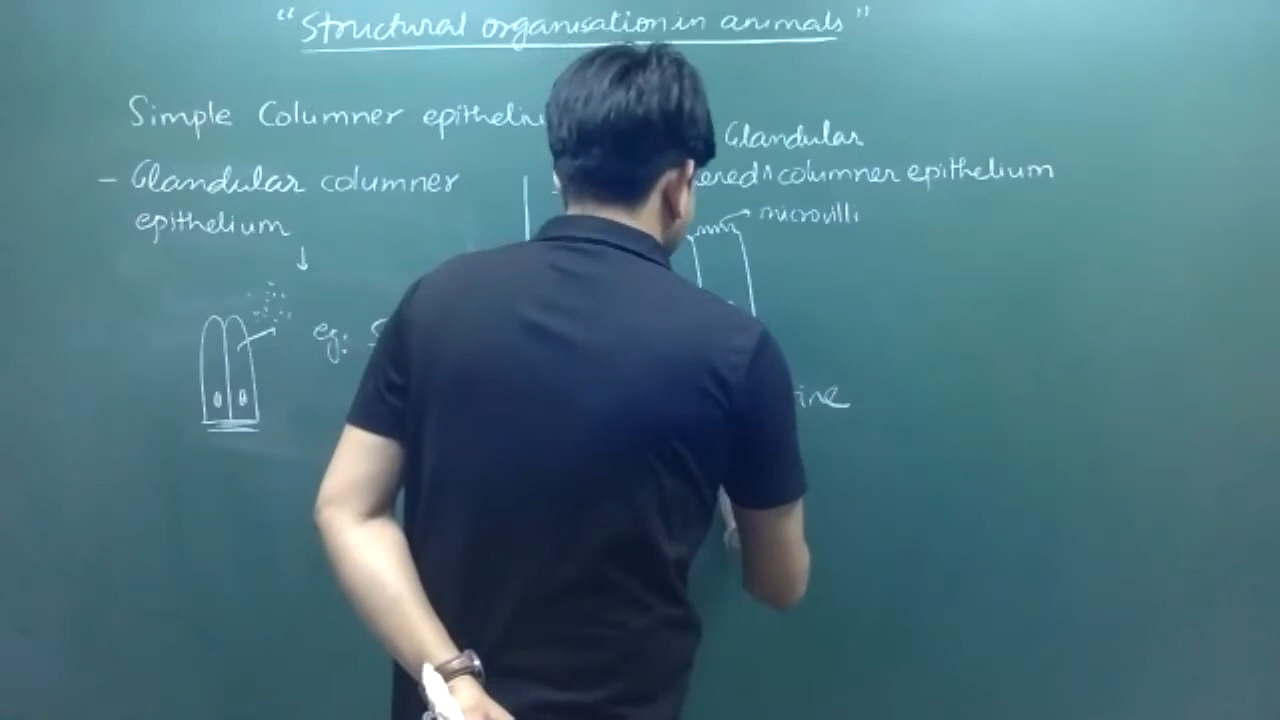 "Structural organisation in animals"
Simple Columner epitheliu
- Glandular columner
epithelium
eg: S
Glandular
ered ^ columner epithelium
microvilli
ine